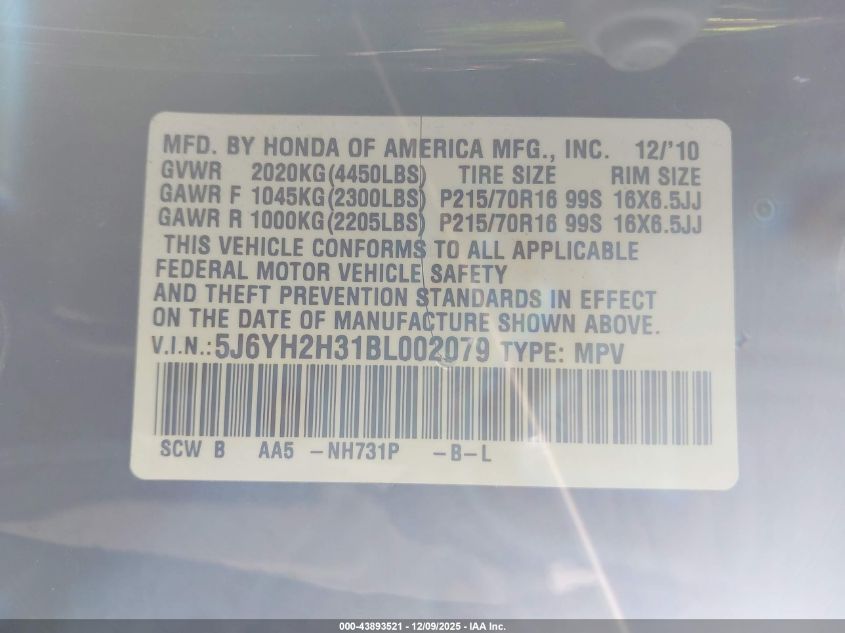 MFD. BY HONDA OF AMERICA MFG., INC. 12/'10
GVWR 2020KG(4450LBS) TIRE SIZE RIM SIZE
GAWR F 1045KG(2300LBS) P215/70R16 99S 16X6.5JJ
GAWR R 1000KG(2205LBS) P215/70R16 99S 16X6.5JJ
THIS VEHICLE CONFORMS TO ALL APPLICABLE
FEDERAL MOTOR VEHICLE SAFETY
AND THEFT PREVENTION STANDARDS IN EFFECT
ON THE DATE OF MANUFACTURE SHOWN ABOVE.
V.I.N.:5J6YH2H31BL002079 TYPE: MPV
SCW B AA5 -NH731P -B-L
000-43893521 / 12/09/2025 - IAA Inc.